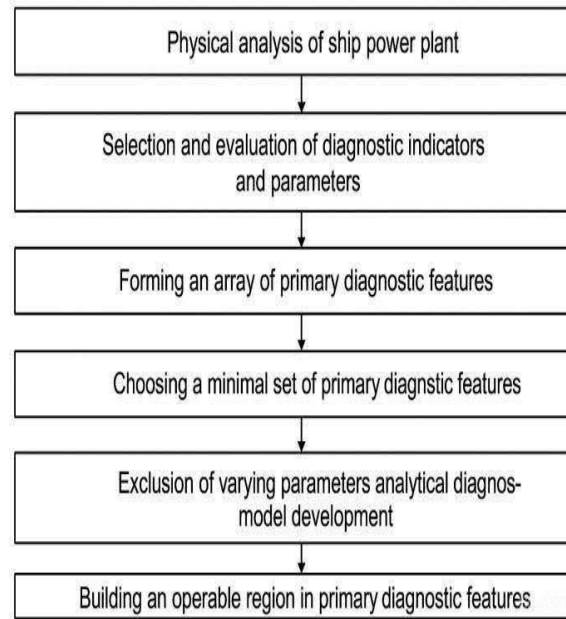 Physical analysis of ship power plant
Selection and evaluation of diagnostic indicators
and parameters
Forming an array of primary diagnostic features
Choosing a minimal set of primary diagnstic features
Exclusion of varying parameters analytical diagnos-
model development
Building an operable region in primary diagnostic features